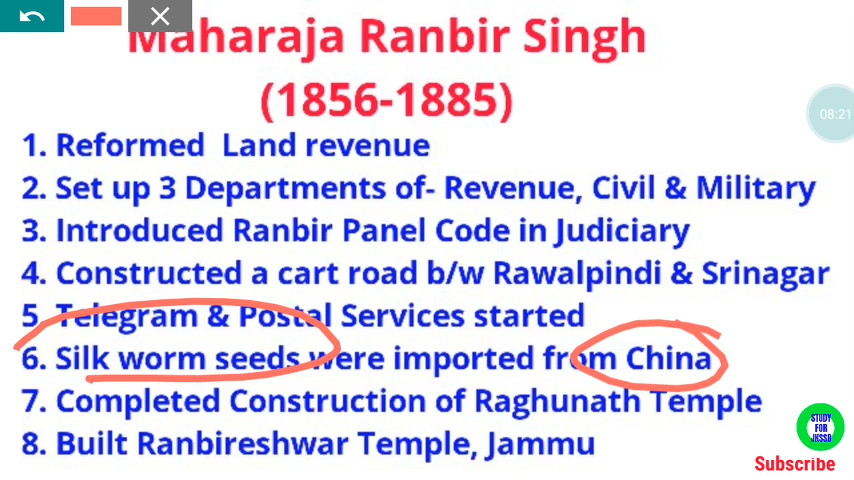 Maharaja Ranbir Singh
(1856-1885)
08:21
1. Reformed Land revenue
2. Set up 3 Departments of- Revenue, Civil & Military
3. Introduced Ranbir Panel Code in Judiciary
4. Constructed a cart road b/w Rawalpindi & Srinagar
5. Telegram & Postal Services started
6. Silk worm seeds were imported from China
7. Completed Construction of Raghunath Temple
8. Built Ranbireshwar Temple, Jammu
STUDY
FOR
JKSSB
Subscribe